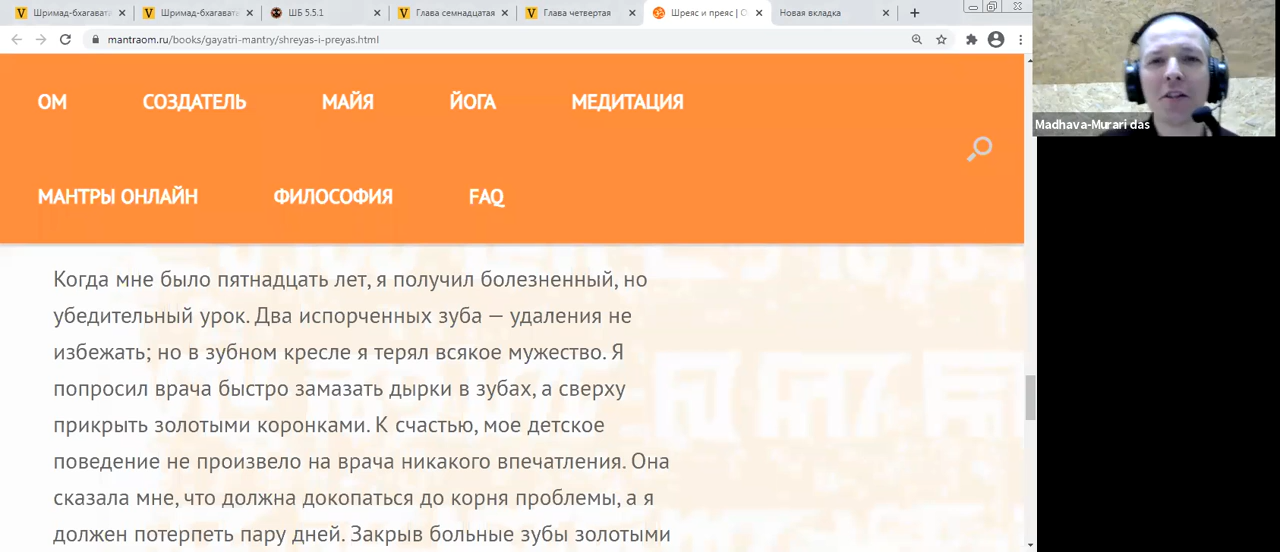 Шримад-бхагават
Шримад-бхагават
ШБ 5.5.1
Глава семнадцатая
Глава четвертая
Шреяс и преяс | О
Новая вкладка
mantraom.ru/books/gayatri-mantry/shreyas-i-preyas.html
ОМ СОЗДАТЕЛЬ МАЙЯ ЙОГА МЕДИТАЦИЯ
МАНТРЫ ОНЛАЙН ФИЛОСОФИЯ FAQ
Madhava-Murari das
Когда мне было пятнадцать лет, я получил болезненный, но
убедительный урок. Два испорченных зуба — удаления не
избежать; но в зубном кресле я терял всякое мужество. Я
попросил врача быстро замазать дырки в зубах, а сверху
прикрыть золотыми коронками. К счастью, мое детское
поведение не произвело на врача никакого впечатления. Она
сказала мне, что должна докопаться до корня проблемы, а я
должен потерпеть пару дней. Закрыв больные зубы золотыми